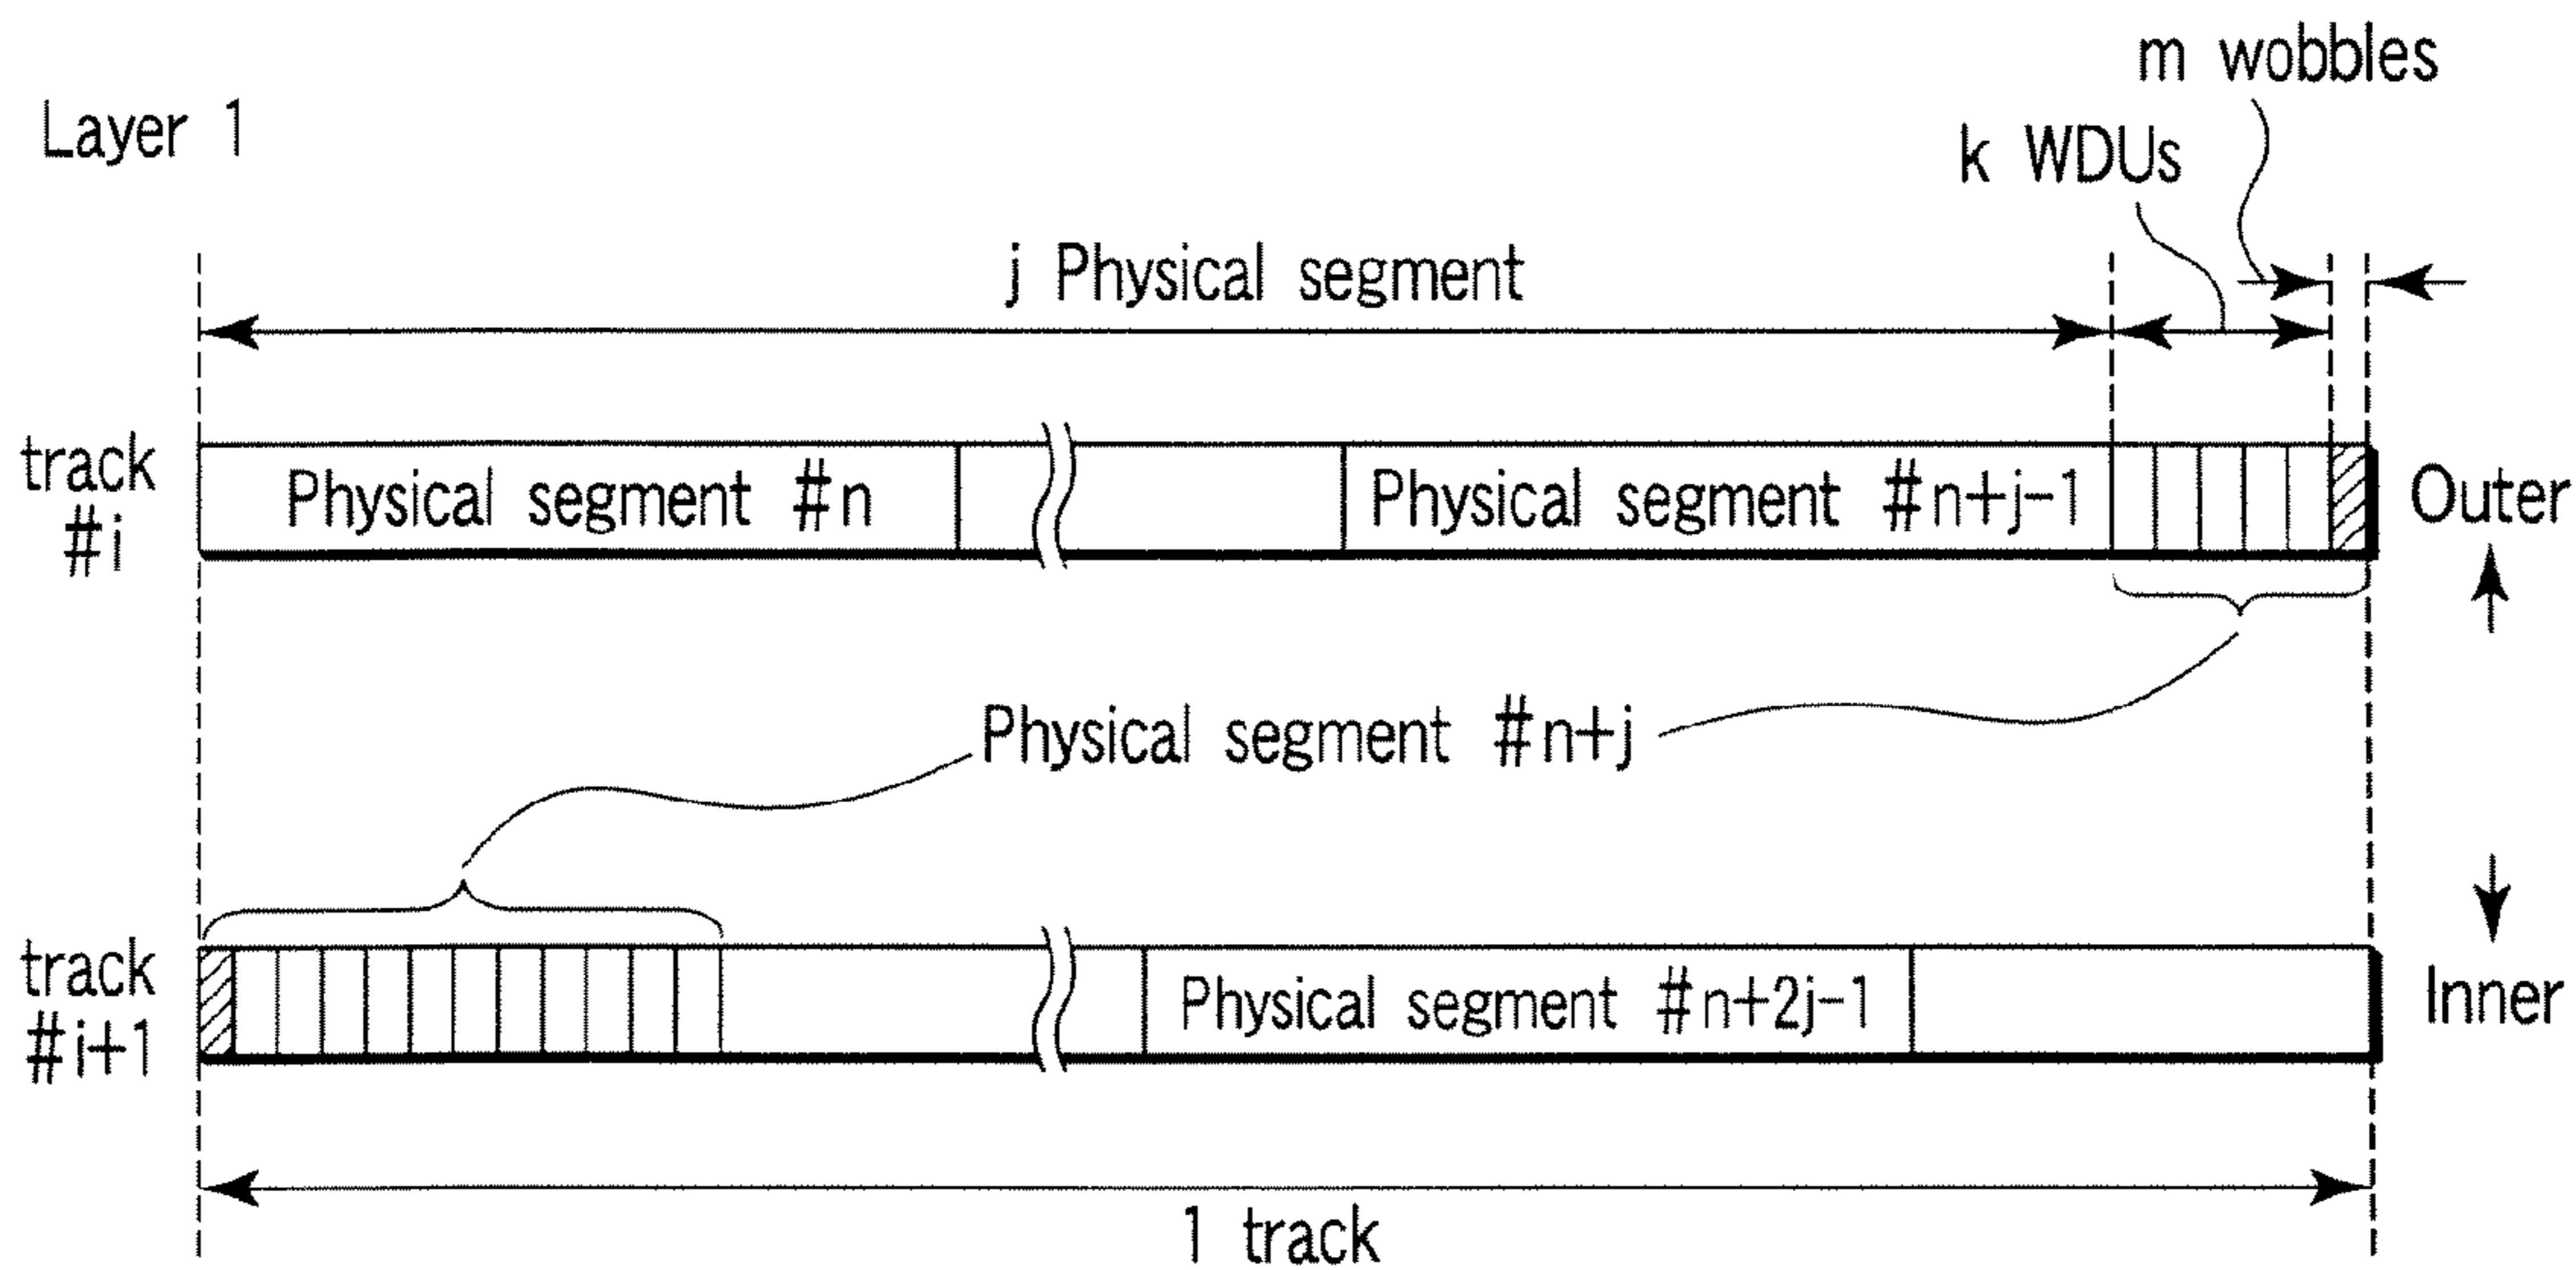 m wobbles
Layer 1
k WDUs
j Physical segment
track
#i
Physical segment #n
Physical segment #n+j-1
Outer
Physical segment #n+j
track
#i+1
Physical segment #n+2j-1
Inner
1 track